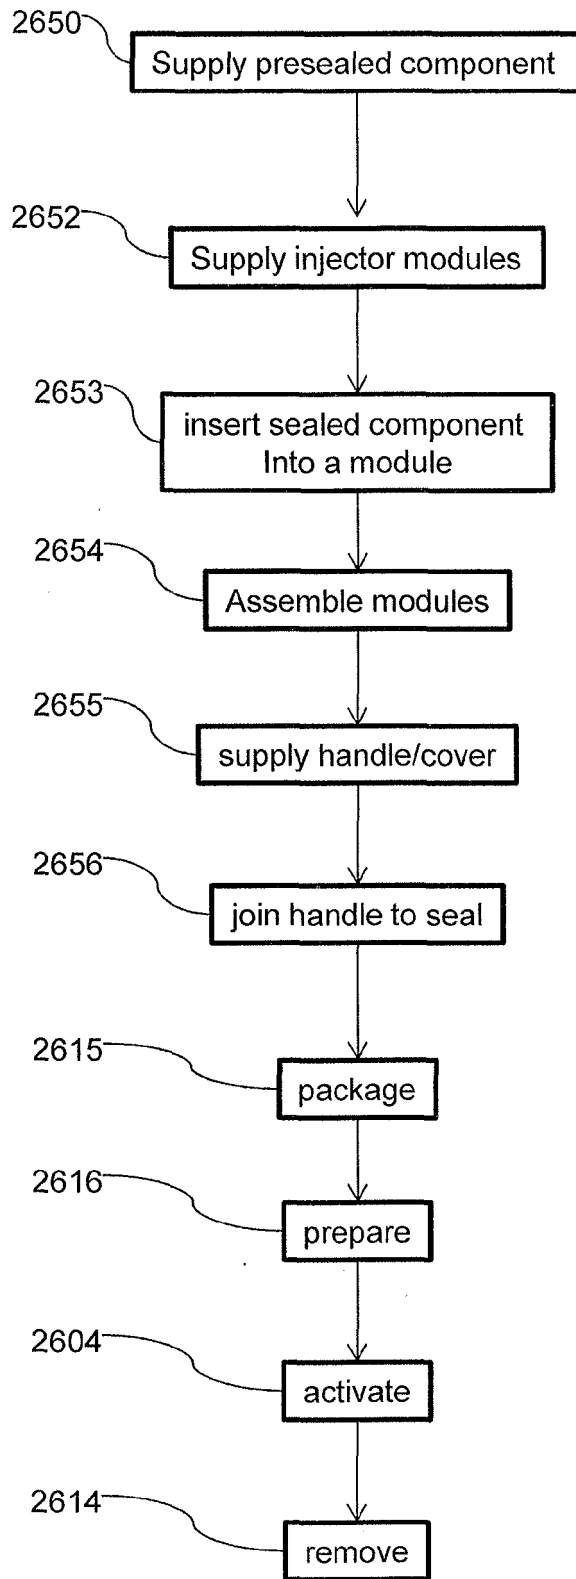 2650
Supply presealed component
2652
Supply injector modules
2653
insert sealed component
Into a module
2654
Assemble modules
2655
supply handle/cover
2656
join handle to seal
2615
package
2616
prepare
2604
activate
2614
remove